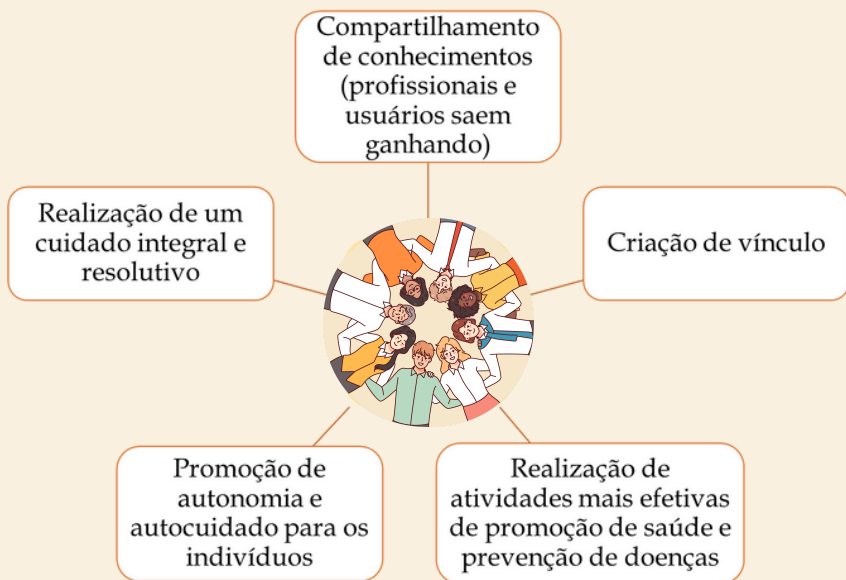 Compartilhamento
de conhecimentos
(profissionais e
usuários saem
ganhando)
Realização de um
cuidado integral e
resolutivo
Criação de vínculo
Promoção de
autonomia e
autocuidado para os
indivíduos
Realização de
atividades mais efetivas
de promoção de saúde e
prevenção de doenças